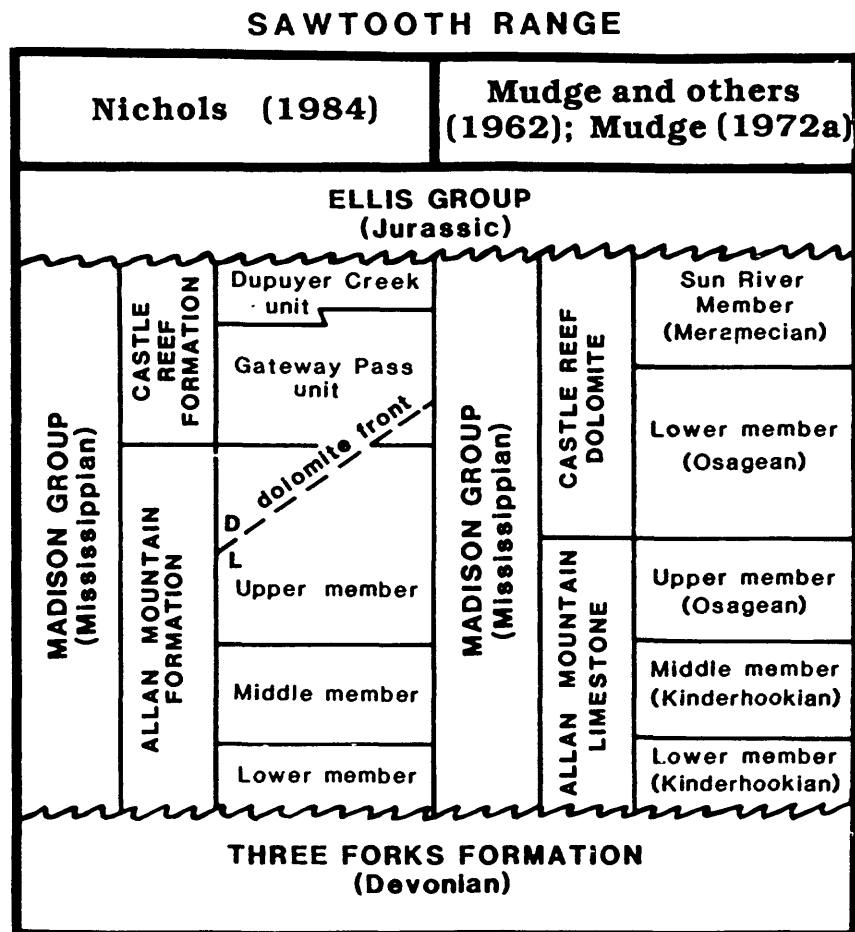 SAWTOOTH RANGE
Nichols (1984)
Mudge and others
(1962); Mudge (1972a)
ELLIS GROUP
(Jurassic)
MADISON GROUP
(Mississippian)
CASTLE
REEF
FORMATION
Dupuyer Creek
unit
Gateway Pass
unit
dolomite front
D
L
ALLAN MOUNTAIN
FORMATION
Upper member
Middle member
Lower member
MADISON GROUP
(Mississippian)
CASTLE REEF
DOLOMITE
Sun River
Member
(Meramecian)
Lower member
(Osagean)
ALLAN MOUNTAIN
LIMESTONE
Upper member
(Osagean)
Middle member
(Kinderhookian)
Lower member
(Kinderhookian)
THREE FORKS FORMATION
(Devonian)